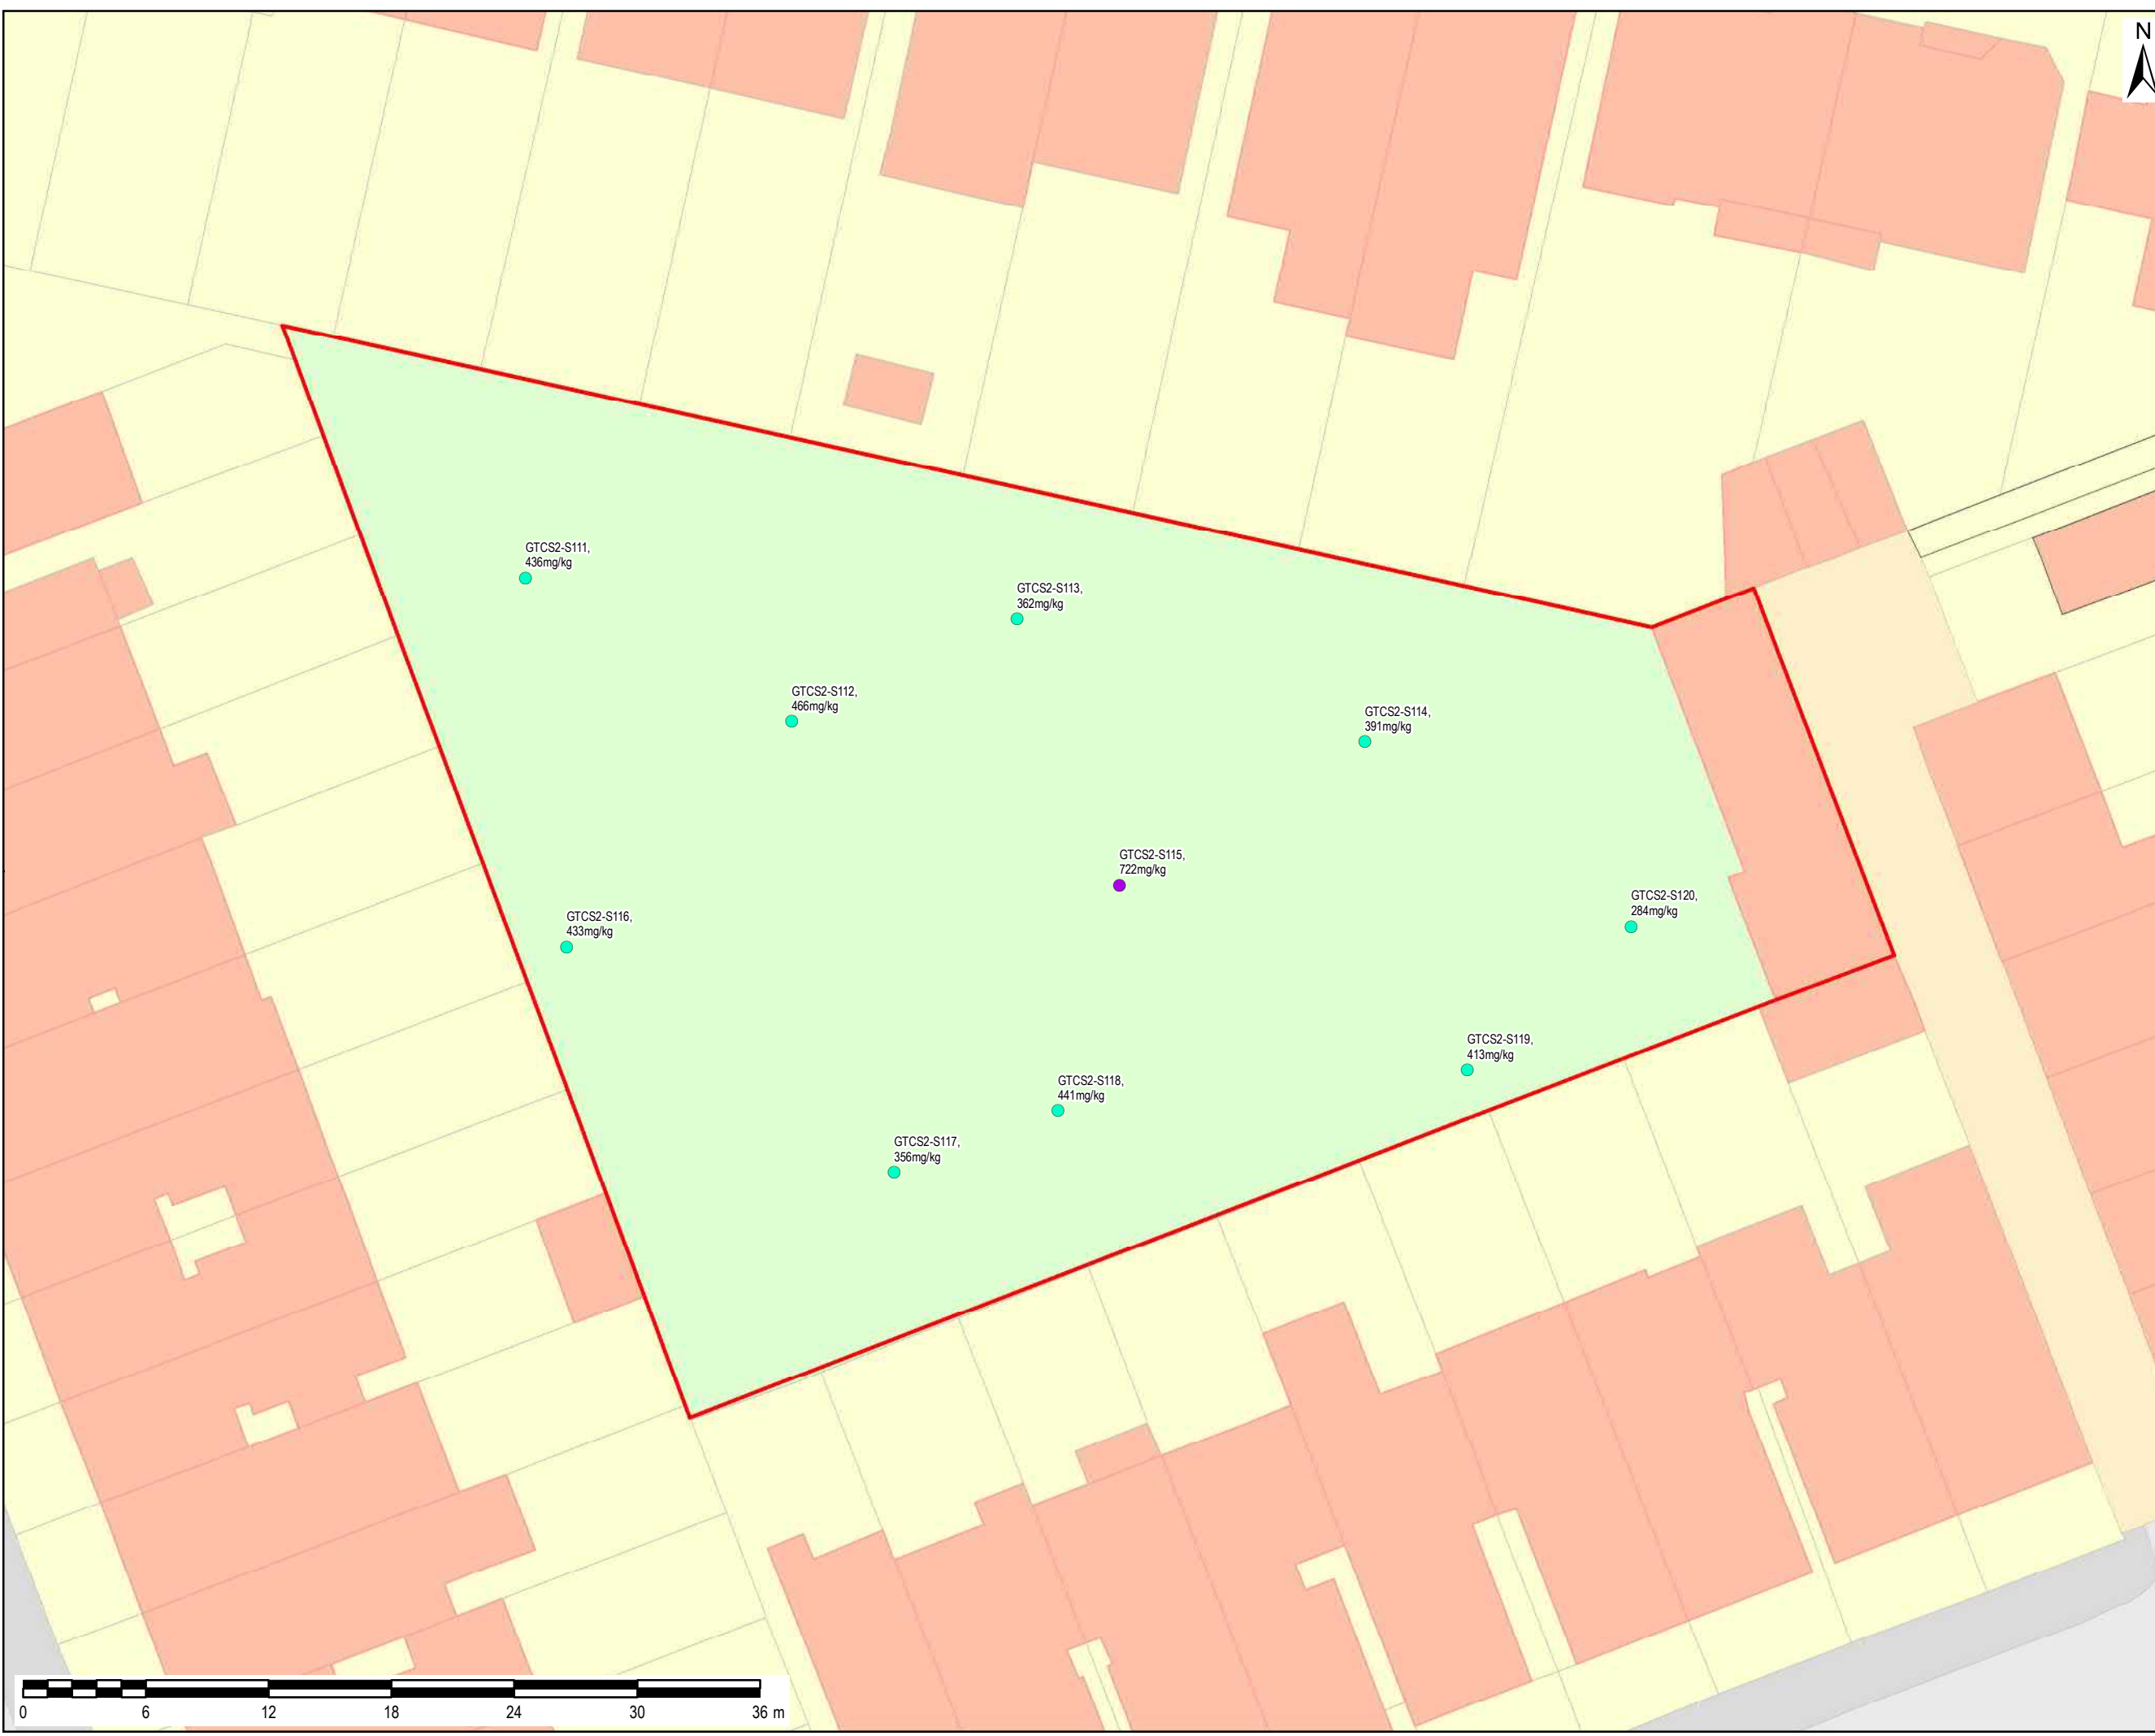 N
GTCS2-S111,
436mg/kg
GTCS2-S113,
362mg/kg
GTCS2-S112,
466mg/kg
GTCS2-S114,
391mg/kg
GTCS2-S115,
722mg/kg
GTCS2-S120,
284mg/kg
GTCS2-S116,
433mg/kg
GTCS2-S119,
413mg/kg
GTCS2-S118,
441mg/kg
GTCS2-S117,
356mg/kg
0 6 12 18 24 30 36 m